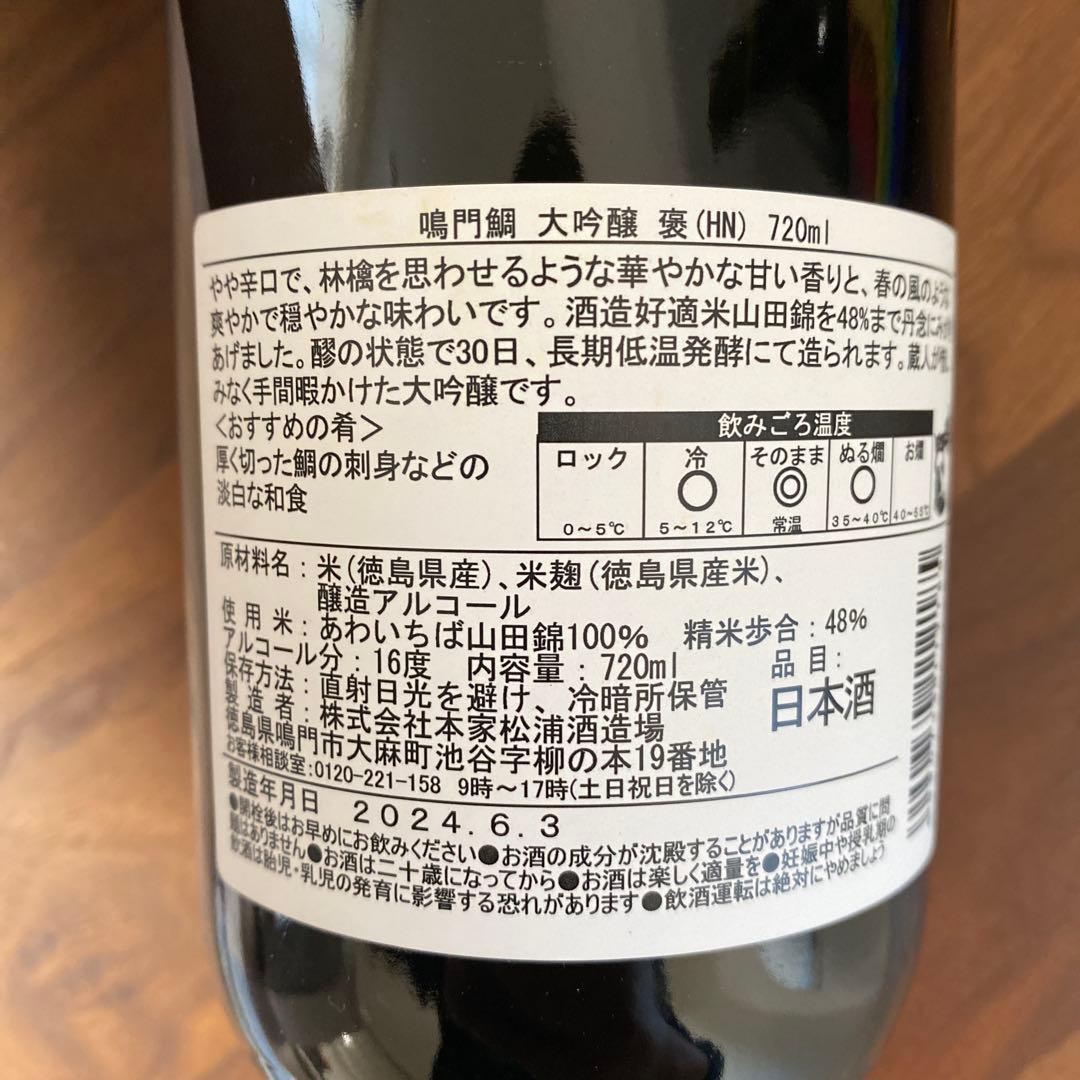 鳴門鯛 大吟醸 褒(HN) 720ml
やや辛口で、林檎を思わせるような華やかな甘い香りと、春の風のような
爽やかで穏やかな味わいです。酒造好適米山田錦を48%まで丹念に
あげました。醪の状態で30日、長期低温発酵にて造られます。蔵人が
みなく手間暇かけた大吟醸です。
<おすすめの肴>
厚く切った鯛の刺身などの
淡白な和食
飲みごろ温度
ロック 冷 そのまま ぬる燗 お燗
○ ◎ ○
0~5℃ 5~12℃ 常温 35~40℃ 40~53℃
原材料名:米(徳島県産)、米麹(徳島県産米)、
醸造アルコール
使用米:あわいちば山田錦100% 精米歩合:48%
アルコール分:16度 内容量:720ml 品目:
保存方法:直射日光を避け、冷暗所保管 日本酒
製造者:株式会社本家松浦酒造場
徳島県鳴門市大麻町池谷字柳の本19番地
お客様相談室:0120-221-158 9時~17時(土日祝日を除く)
製造年月日 2024.6.3
●開栓後はお早めにお飲みください●お酒の成分が沈殿することがありますが品質に問
題はありません●お酒は二十歳になってから●お酒は楽しく適量を●妊娠中や授乳期の
飲酒は胎児・乳児の発育に影響する恐れがあります●飲酒運転は絶対にやめましょう